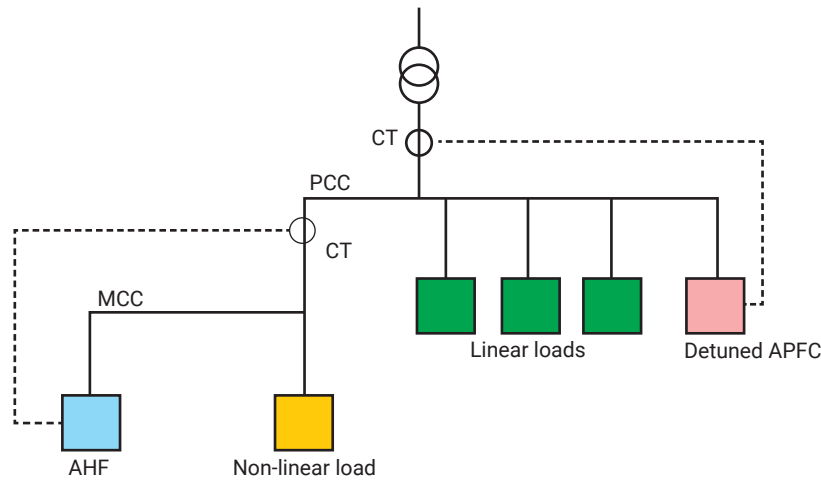 CT
PCC
CT
MCC
Linear loads
Detuned APFC
AHF
Non-linear load